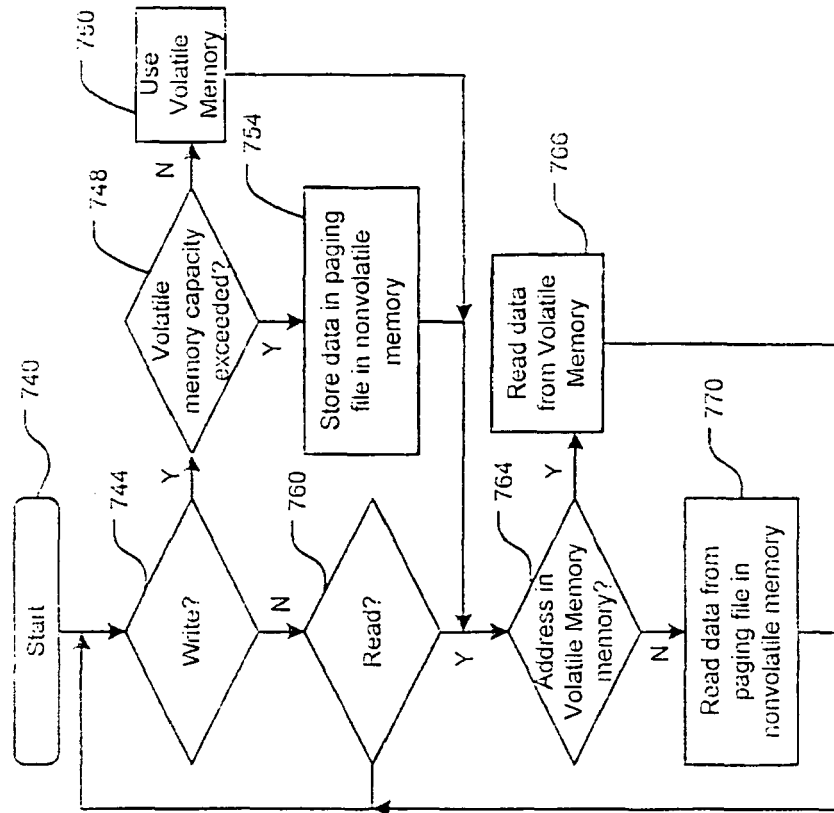 Start
740
744
Write?
Y
N
748
Volatile
memory capacity
exceeded?
N
Y
750
Use
Volatile
Memory
754
Store data in paging
file in nonvolatile
memory
760
Read?
Y
764
Address in
Volatile Memory
memory?
Y
N
766
Read data
from Volatile
Memory
770
Read data from
paging file in
nonvolatile memory